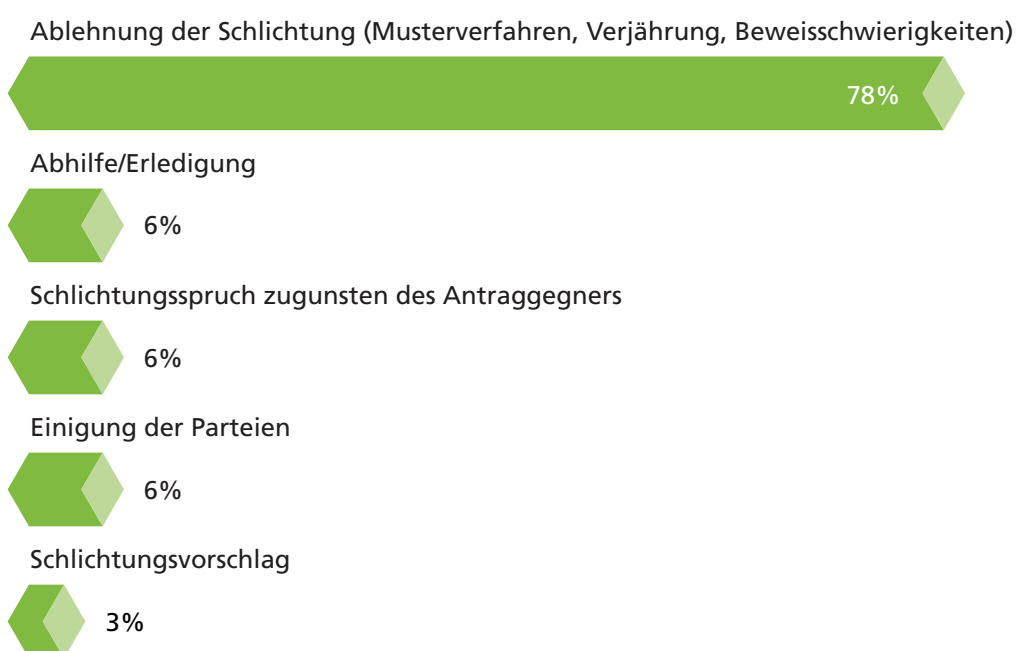 Ablehnung der Schlichtung (Musterverfahren, Verjährung, Beweisschwierigkeiten)
78%
Abhilfe/Erledigung
6%
Schlichtungsspruch zugunsten des Antraggegners
6%
Einigung der Parteien
6%
Schlichtungsvorschlag
3%